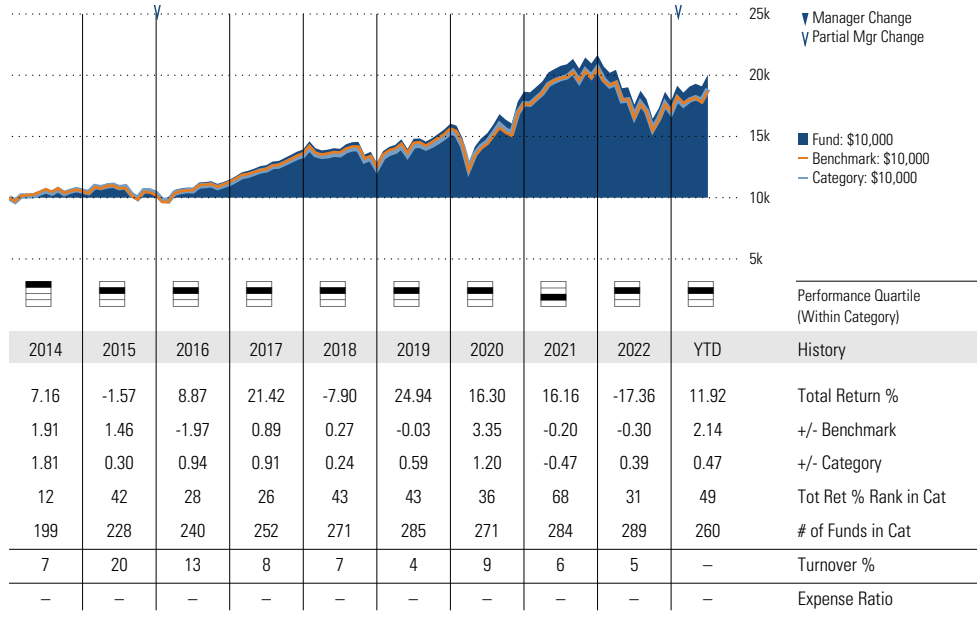 25k
▼ Manager Change
Partial Mgr Change
20k
15k
Fund: $10,000
Benchmark: $10,000
Category: $10,000
10k
5k
Performance Quartile
(Within Category)
2014 2015 2016 2017 2018 2019 2020 2021 2022 YTD History
7.16 -1.57 8.87 21.42 -7.90 24.94 16.30 16.16 -17.36 11.92 Total Return %
1.91 1.46 -1.97 0.89 0.27 -0.03 3.35 -0.20 -0.30 2.14 +/- Benchmark
1.81 0.30 0.94 0.91 0.24 0.59 1.20 -0.47 0.39 0.47 +/- Category
12 42 28 26 43 43 36 68 31 49 Tot Ret % Rank in Cat
199 228 240 252 271 285 271 284 289 260 # of Funds in Cat
7 20 13 8 7 4 9 6 5 – Turnover %
– – – – – – – – – – Expense Ratio